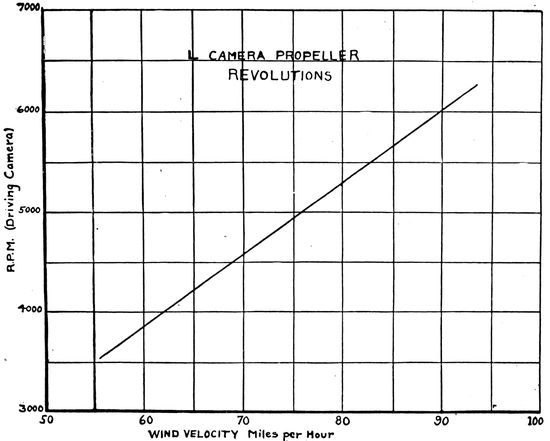 7000
L CAMERA PROPELLER
REVOLUTIONS
6000
5000
4000
3000
R.P.M. (Driving Camera)
50 60 70 80 90 100
WIND VELOCITY Miles per Hour